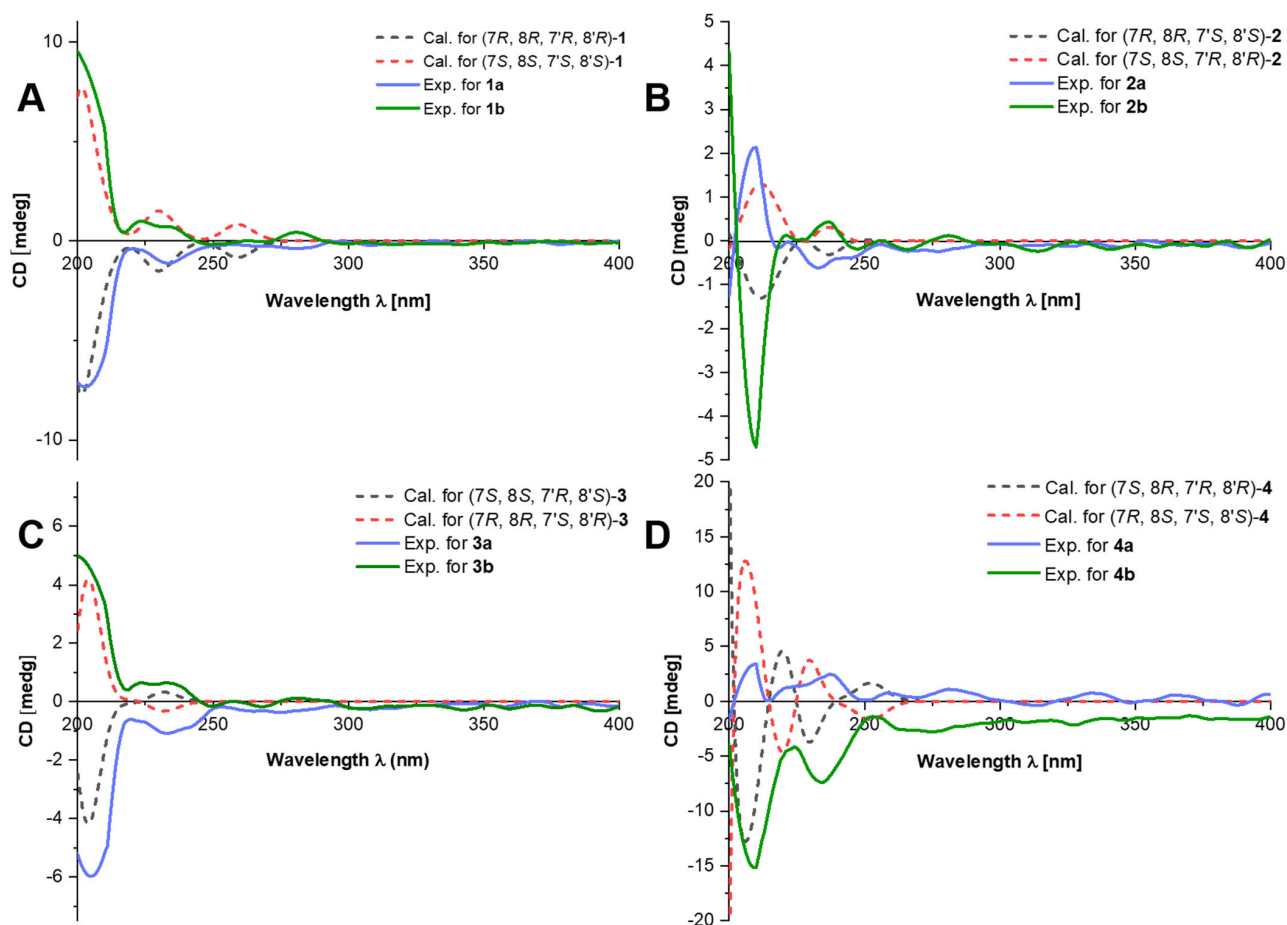 A
Cal. for (7R, 8R, 7'R, 8'R)-1
Cal. for (7S, 8S, 7'S, 8'S)-1
Exp. for 1a
Exp. for 1b
10
0
-10
CD [mdeg]
200
250
300
350
400
Wavelength λ [nm]
B
Cal. for (7R, 8R, 7'S, 8'S)-2
Cal. for (7S, 8S, 7'R, 8'R)-2
Exp. for 2a
Exp. for 2b
5
4
3
2
1
0
-1
-2
-3
-4
-5
CD [mdeg]
200
250
300
350
400
Wavelength λ [nm]
C
Cal. for (7S, 8S, 7'R, 8'S)-3
Cal. for (7R, 8R, 7'S, 8'R)-3
Exp. for 3a
Exp. for 3b
6
4
2
0
-2
-4
-6
CD [medeg]
200
250
300
350
400
Wavelength λ (nm)
D
Cal. for (7S, 8R, 7'R, 8'R)-4
Cal. for (7R, 8S, 7'S, 8'S)-4
Exp. for 4a
Exp. for 4b
20
15
10
5
0
-5
-10
-15
-20
CD [mdeg]
200
250
300
350
400
Wavelength λ [nm]